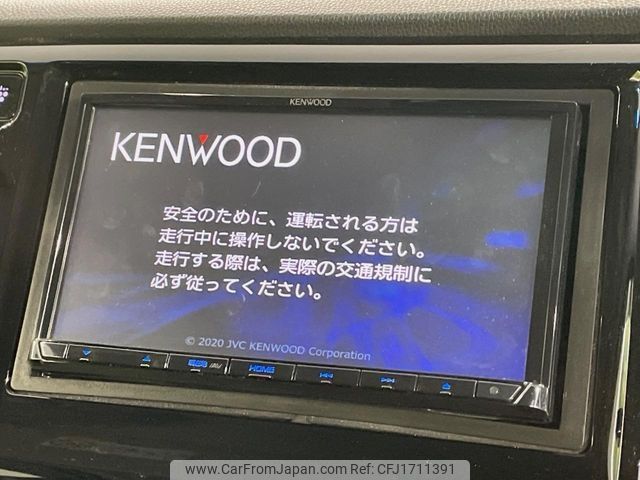 KENWOOD
KENWOOD
安全のために、運転される方は
走行中に操作しないでください。
走行する際は、実際の交通規制に
必ず従ってください。
© 2020 JVC KENWOOD Corporation
HOME
www.CarFromJapan.com @ CFJ1711391